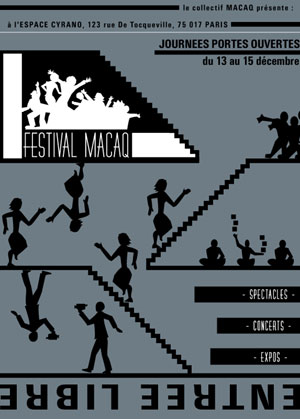 le collectif MACAQ présente :
à l'ESPACE CYRANO, 123 rue De Tocqueville, 75 017 PARIS
JOURNEES PORTES OUVERTES
du 13 au 15 décembre
FESTIVAL MACAQ
- SPECTACLES -
- CONCERTS -
- EXPOS -
ENTREE LIBRE